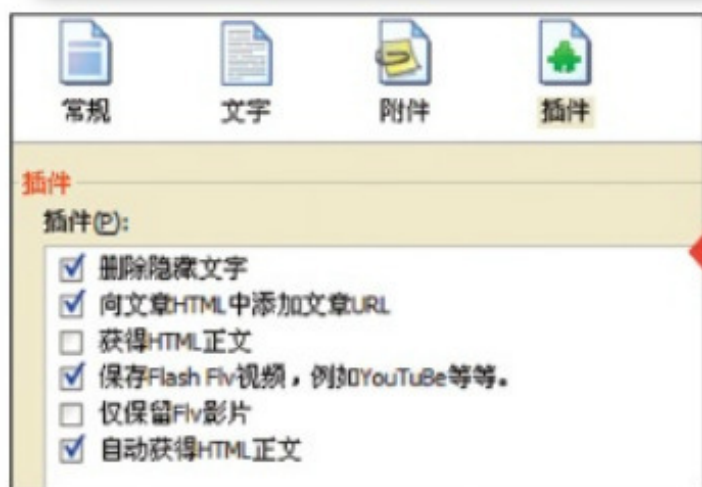 常规 文字 附件 插件
插件
插件(P):
删除隐藏文字
向文章HTML中添加文章URL
获得HTML正文
保存Flash Flv视频，例如YouTuBe等等。
仅保留Flv影片
自动获得HTML正文